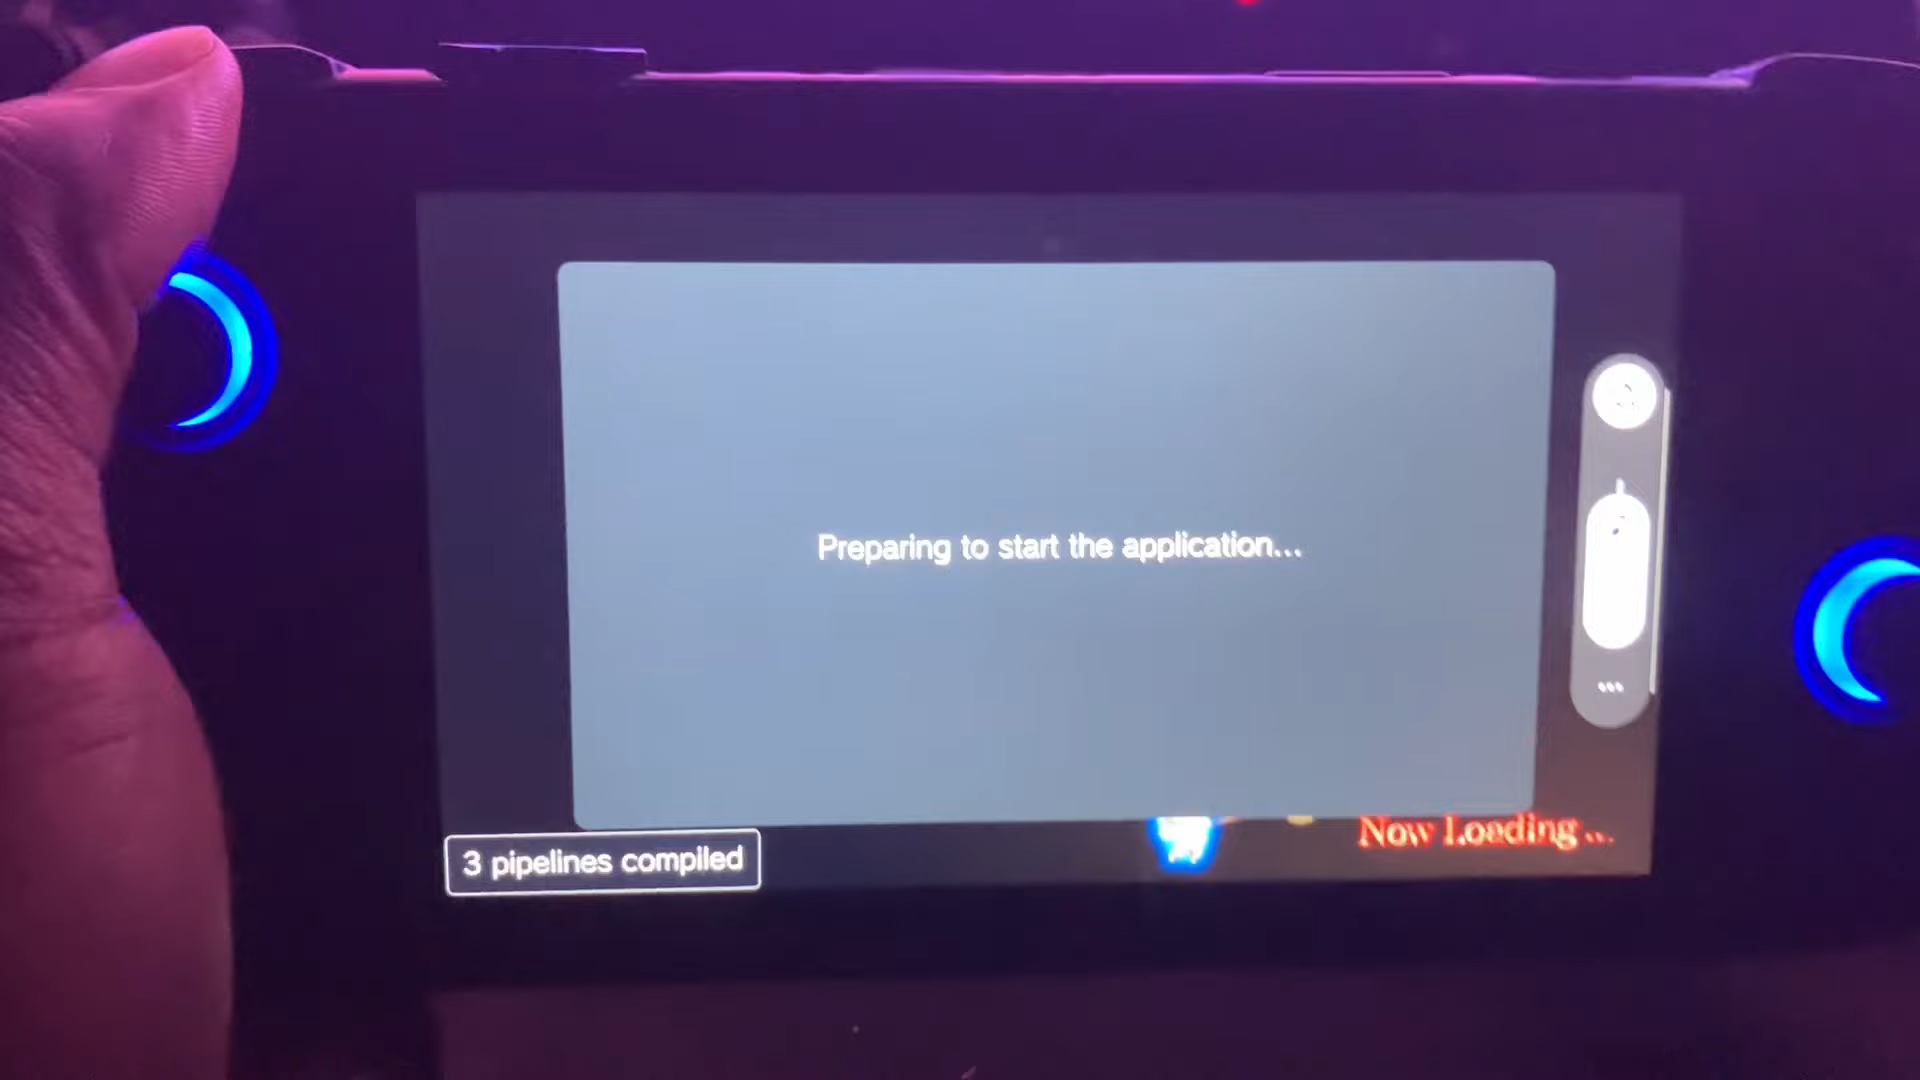 Preparing to start the application...
Now Loading ...
3 pipelines compiled